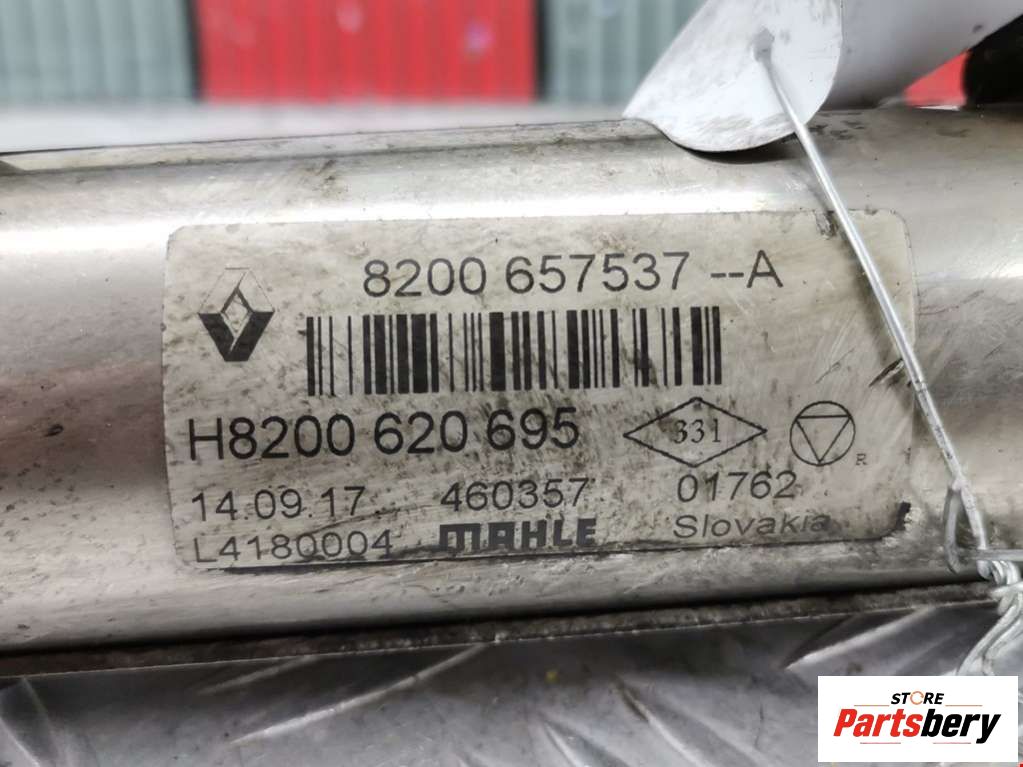 8200 657537 --A
H8200 620 695
331
R
14.09.17 460357 01762
L4180004 MAHLE Slovakia
STORE
Partsbery